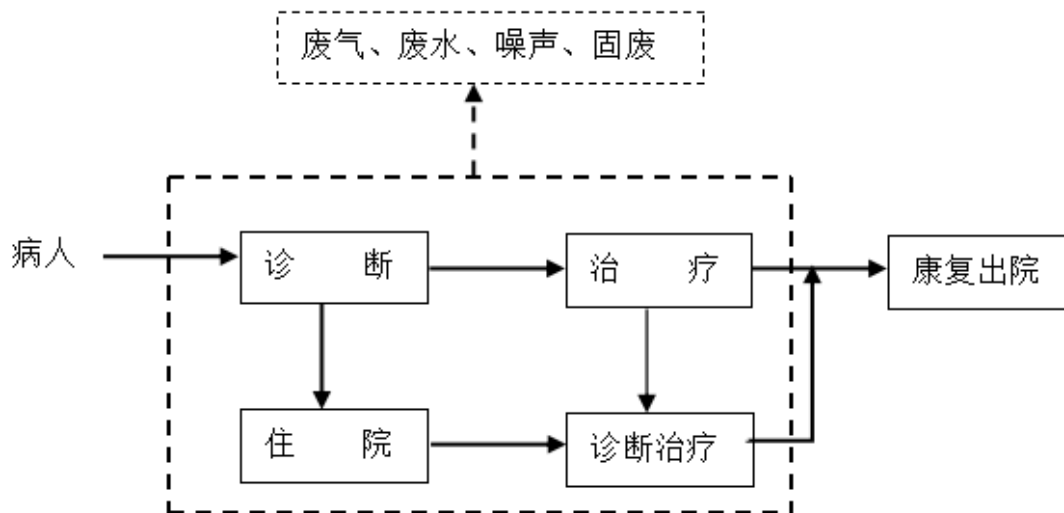 废气、废水、噪声、固废
病人
诊 断
治 疗
康复出院
住 院
诊断治疗